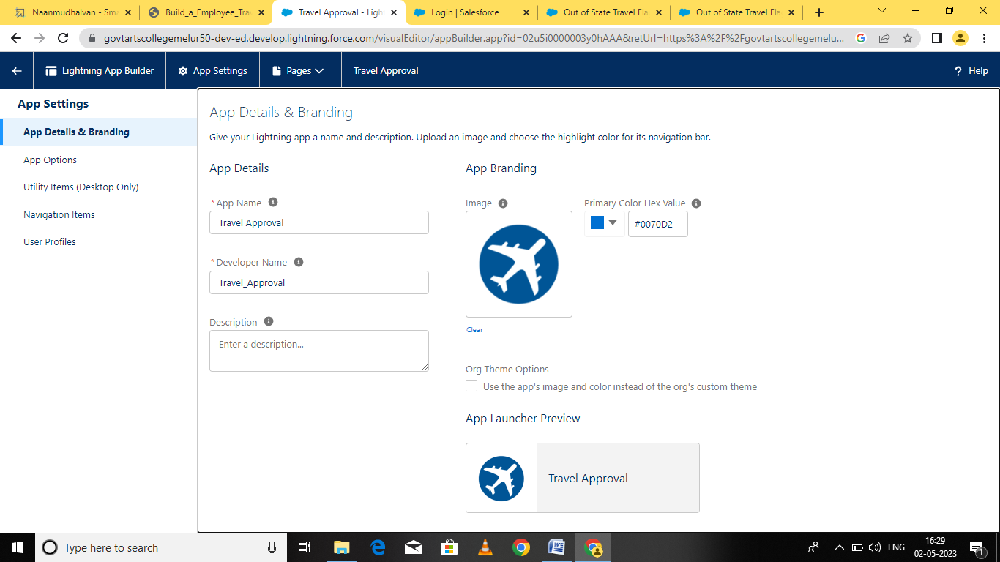 Naanmudhalvan - Sma
Build_a_Employee_Tra
Travel Approval - Ligh
Login | Salesforce
Out of State Travel Fla
Out of State Travel Fla
govtartscollegemelur50-dev-ed.develop.lightning.force.com/visualEditor/appBuilder.app?id=02u5i0000003y0hAAA&retUrl=https%3A%2F%2Fgovtartscollegemelu...
Lightning App Builder
App Settings
Pages
Travel Approval
? Help
App Settings
App Details & Branding
App Options
Utility Items (Desktop Only)
Navigation Items
User Profiles
App Details & Branding
Give your Lightning app a name and description. Upload an image and choose the highlight color for its navigation bar.
App Details
*App Name
Travel Approval
*Developer Name
Travel_Approval
Description
Enter a description...
App Branding
Image
Primary Color Hex Value
#0070D2
Clear
Org Theme Options
Use the app's image and color instead of the org's custom theme
App Launcher Preview
Travel Approval
Type here to search
ENG
16:29
02-05-2023
1